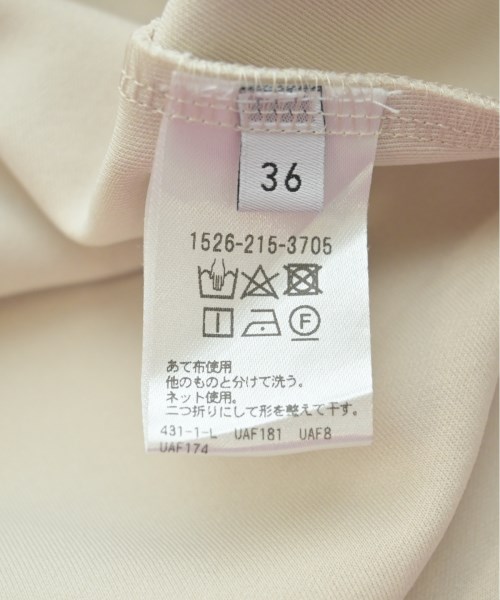 36
1526-215-3705
F
あて布使用
他のものと分けて洗う。
ネット使用。
二つ折りにして形を整えて干す。
431-1-L UAF181 UAF8
UAF174